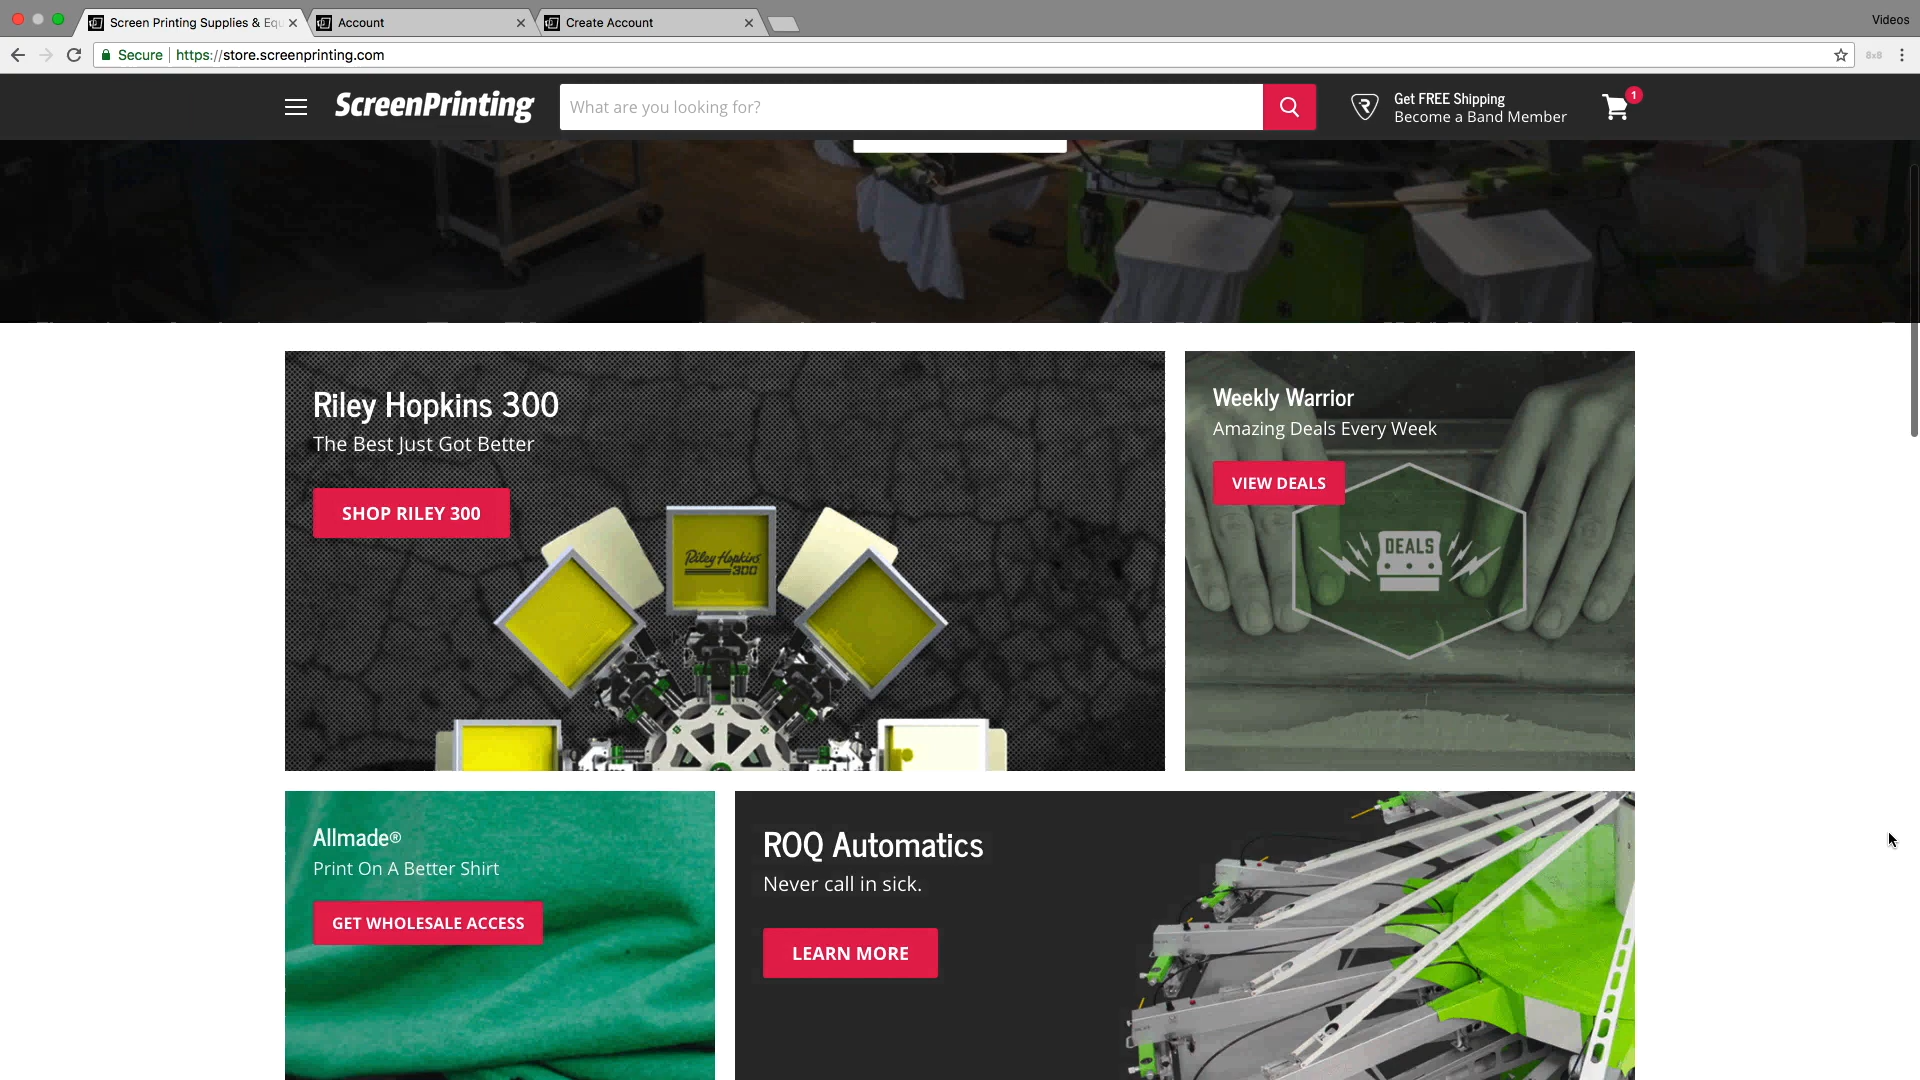 Screen Printing Supplies & Equ
Account
Create Account
Videos
Secure
https://store.screenprinting.com
8x8
ScreenPrinting
What are you looking for?
Get FREE Shipping
Become a Band Member
1
Riley Hopkins 300
The Best Just Got Better
SHOP RILEY 300
Riley Hopkins
300
Weekly Warrior
Amazing Deals Every Week
VIEW DEALS
DEALS
Allmade®
Print On A Better Shirt
GET WHOLESALE ACCESS
ROQ Automatics
Never call in sick.
LEARN MORE